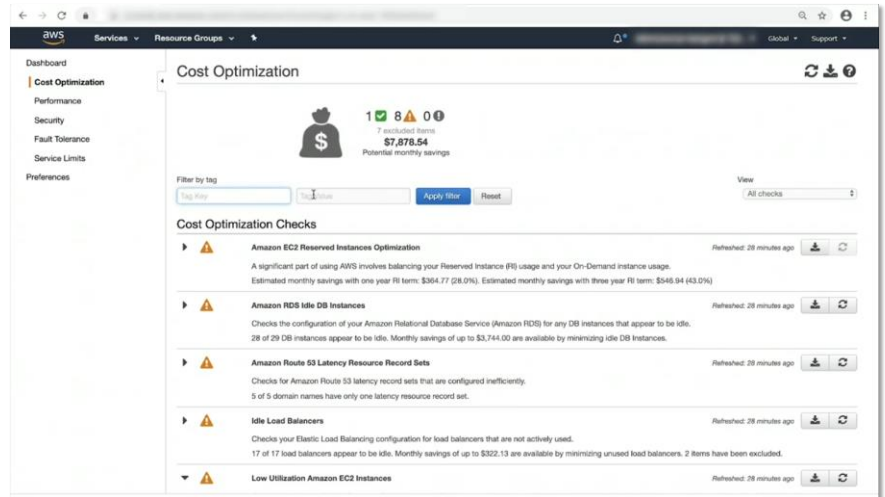 aws
Services
Resource Groups
Global
Support
Dashboard
Cost Optimization
Performance
Security
Fault Tolerance
Service Limits
Preferences
Cost Optimization
$
1 8 0
7 excluded items
$7,878.54
Potential monthly savings
Filter by tag
View
Tag Key
Tag Value
Apply filter
Reset
All checks
Cost Optimization Checks
Amazon EC2 Reserved Instances Optimization
Refreshed: 28 minutes ago
A significant part of using AWS involves balancing your Reserved Instance (RI) usage and your On-Demand instance usage.
Estimated monthly savings with one year RI term: $364.77 (28.0%). Estimated monthly savings with three year RI term: $546.94 (43.0%)
Amazon RDS Idle DB Instances
Refreshed: 28 minutes ago
Checks the configuration of your Amazon Relational Database Service (Amazon RDS) for any DB instances that appear to be idle.
28 of 29 DB instances appear to be idle. Monthly savings of up to $3,744.00 are available by minimizing idle DB Instances.
Amazon Route 53 Latency Resource Record Sets
Refreshed: 28 minutes ago
Checks for Amazon Route 53 latency record sets that are configured inefficiently.
5 of 5 domain names have only one latency resource record set.
Idle Load Balancers
Refreshed: 28 minutes ago
Checks your Elastic Load Balancing configuration for load balancers that are not actively used.
17 of 17 load balancers appear to be idle. Monthly savings of up to $322.13 are available by minimizing unused load balancers. 2 items have been excluded.
Low Utilization Amazon EC2 Instances
Refreshed: 28 minutes ago